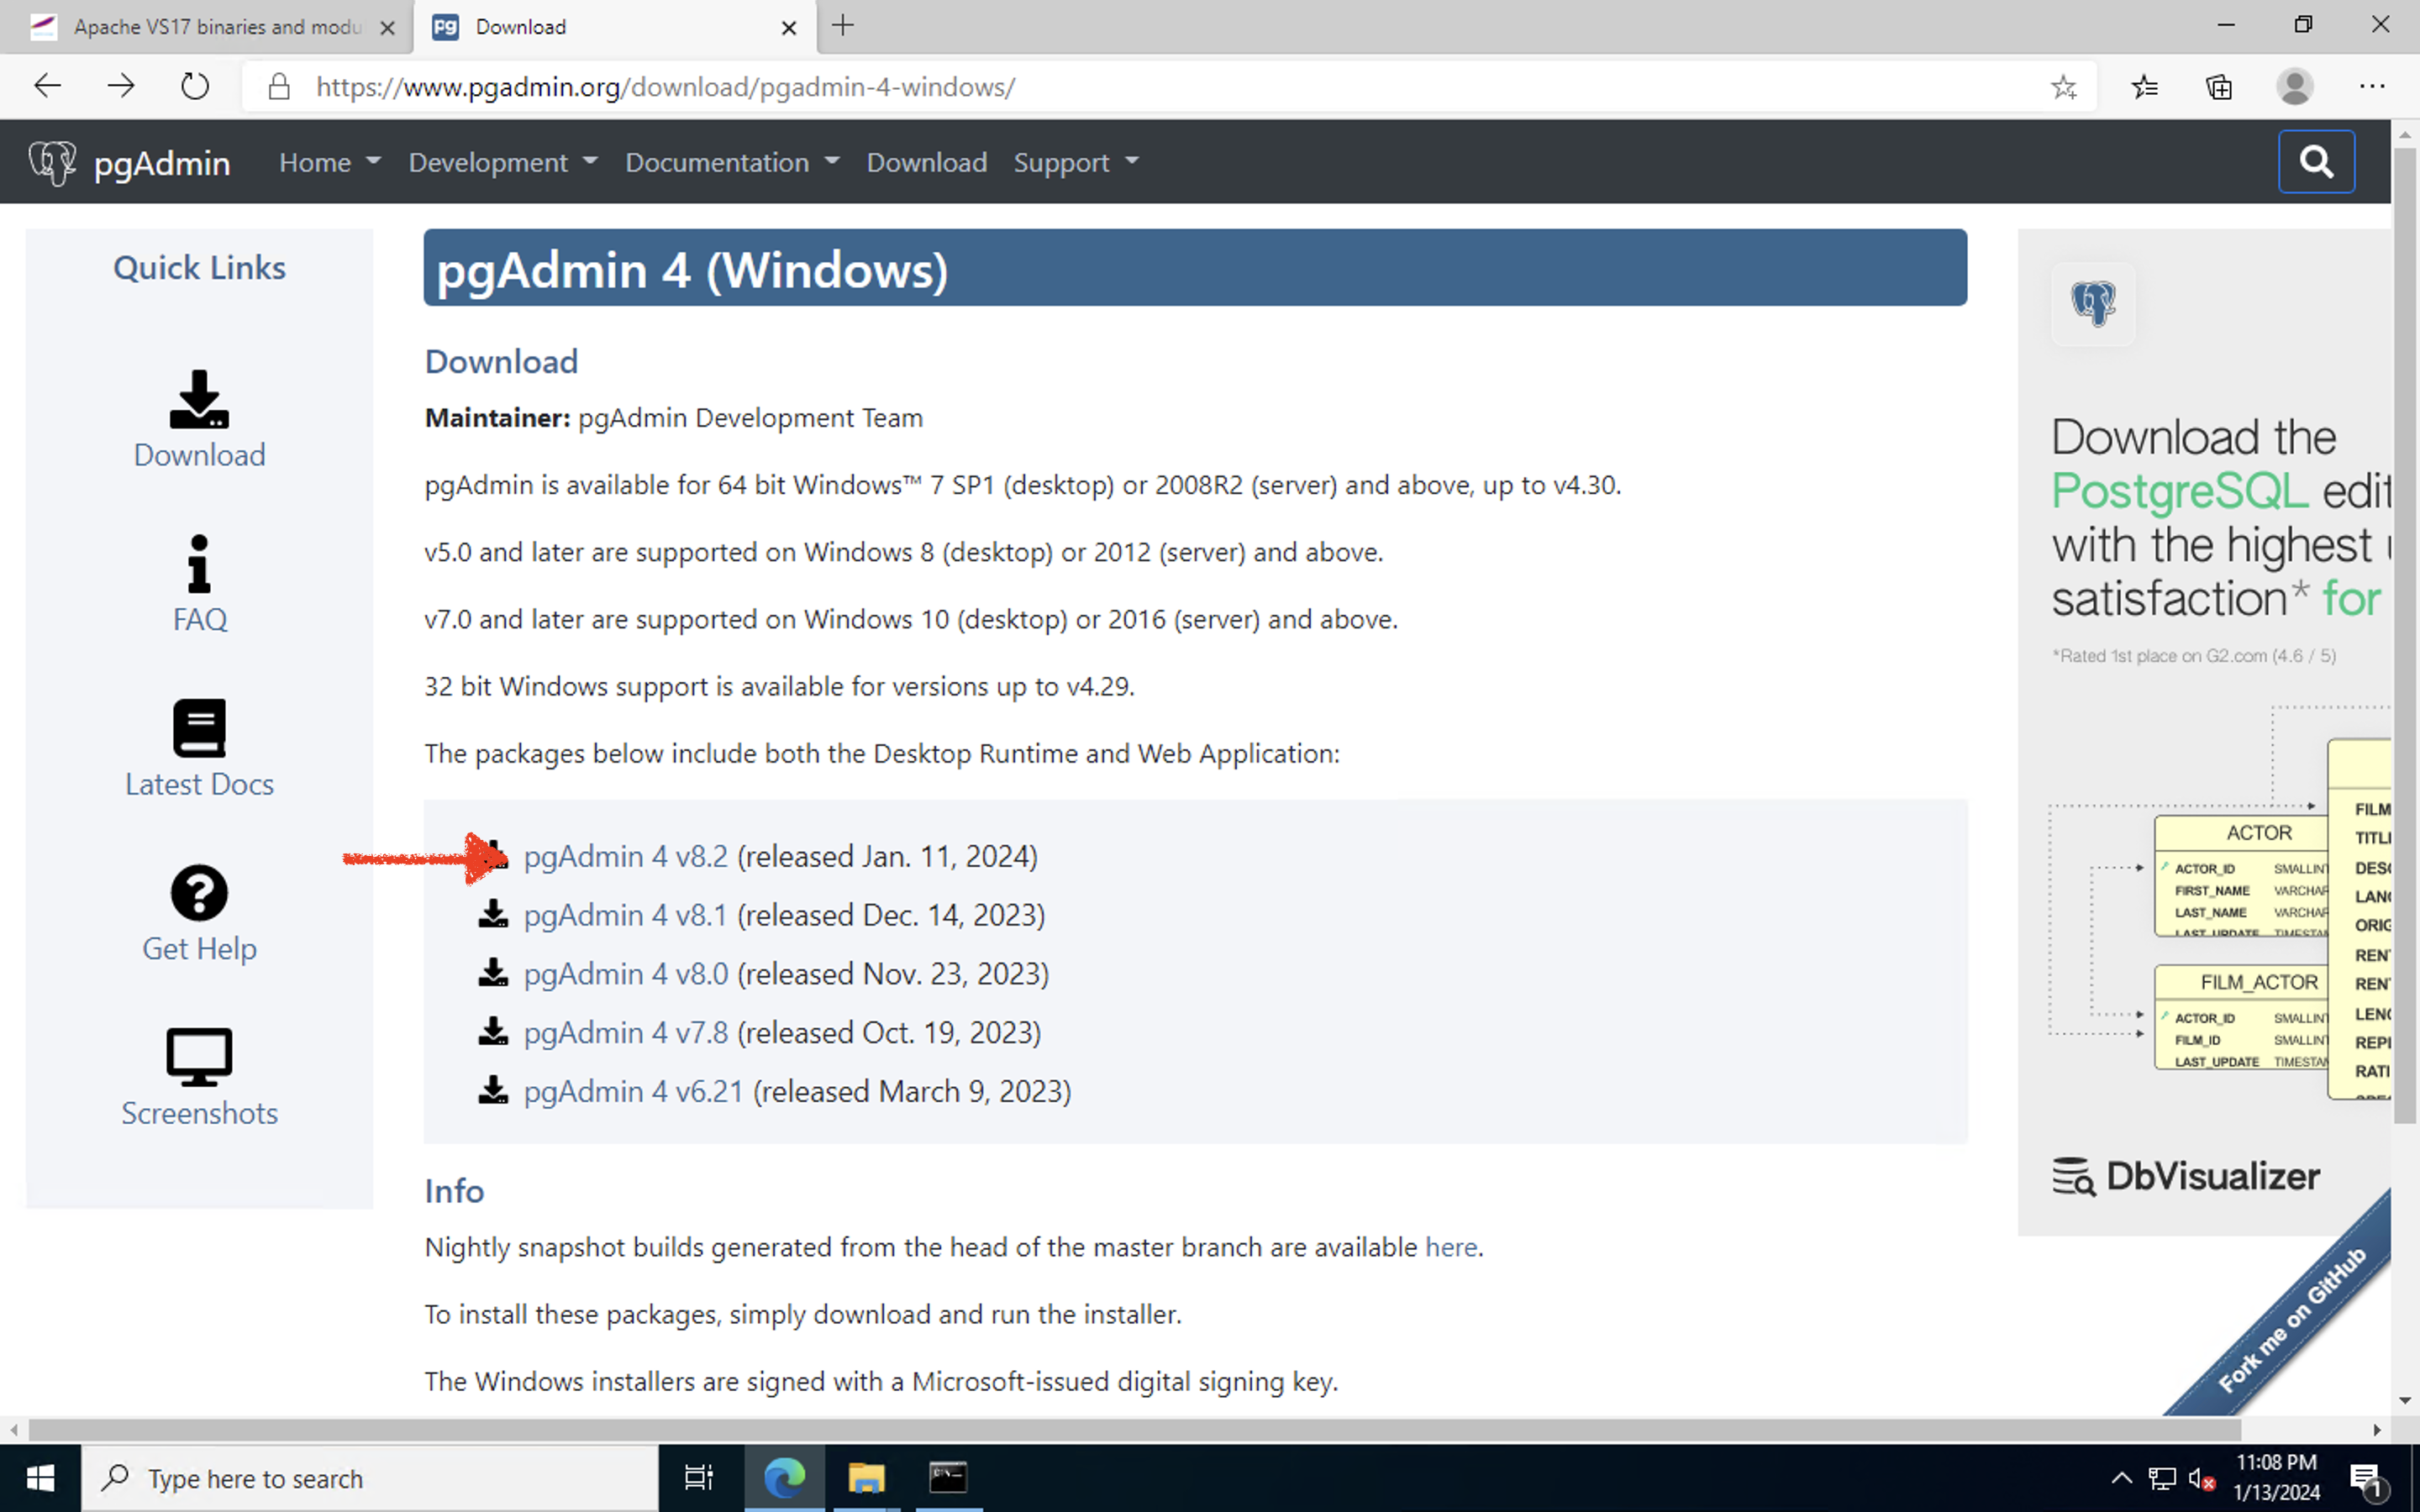 Apache VS17 binaries and modu
Download
https://www.pgadmin.org/download/pgadmin-4-windows/
pgAdmin
Home
Development
Documentation
Download
Support
Quick Links
Download
FAQ
Latest Docs
Get Help
Screenshots
pgAdmin 4 (Windows)
Download
Maintainer: pgAdmin Development Team
pgAdmin is available for 64 bit Windows™ 7 SP1 (desktop) or 2008R2 (server) and above, up to v4.30.
v5.0 and later are supported on Windows 8 (desktop) or 2012 (server) and above.
v7.0 and later are supported on Windows 10 (desktop) or 2016 (server) and above.
32 bit Windows support is available for versions up to v4.29.
The packages below include both the Desktop Runtime and Web Application:
pgAdmin 4 v8.2 (released Jan. 11, 2024)
pgAdmin 4 v8.1 (released Dec. 14, 2023)
pgAdmin 4 v8.0 (released Nov. 23, 2023)
pgAdmin 4 v7.8 (released Oct. 19, 2023)
pgAdmin 4 v6.21 (released March 9, 2023)
Info
Nightly snapshot builds generated from the head of the master branch are available here.
To install these packages, simply download and run the installer.
The Windows installers are signed with a Microsoft-issued digital signing key.
Download the
PostgreSQL edit
with the highest
satisfaction* for
*Rated 1st place on G2.com (4.6 / 5)
ACTOR
ACTOR_ID SMALLIN
FIRST_NAME VARCHAR
LAST_NAME VARCHAR
LAST_UPDATE TIMESTAM
FILM_ACTOR
ACTOR_ID SMALLIN
FILM_ID SMALLIN
LAST_UPDATE TIMESTAM
FILM
TITL
DESC
LANG
ORIG
REN
REN
LENG
REPL
RATI
DbVisualizer
Fork me on GitHub
Type here to search
11:08 PM
1/13/2024
1